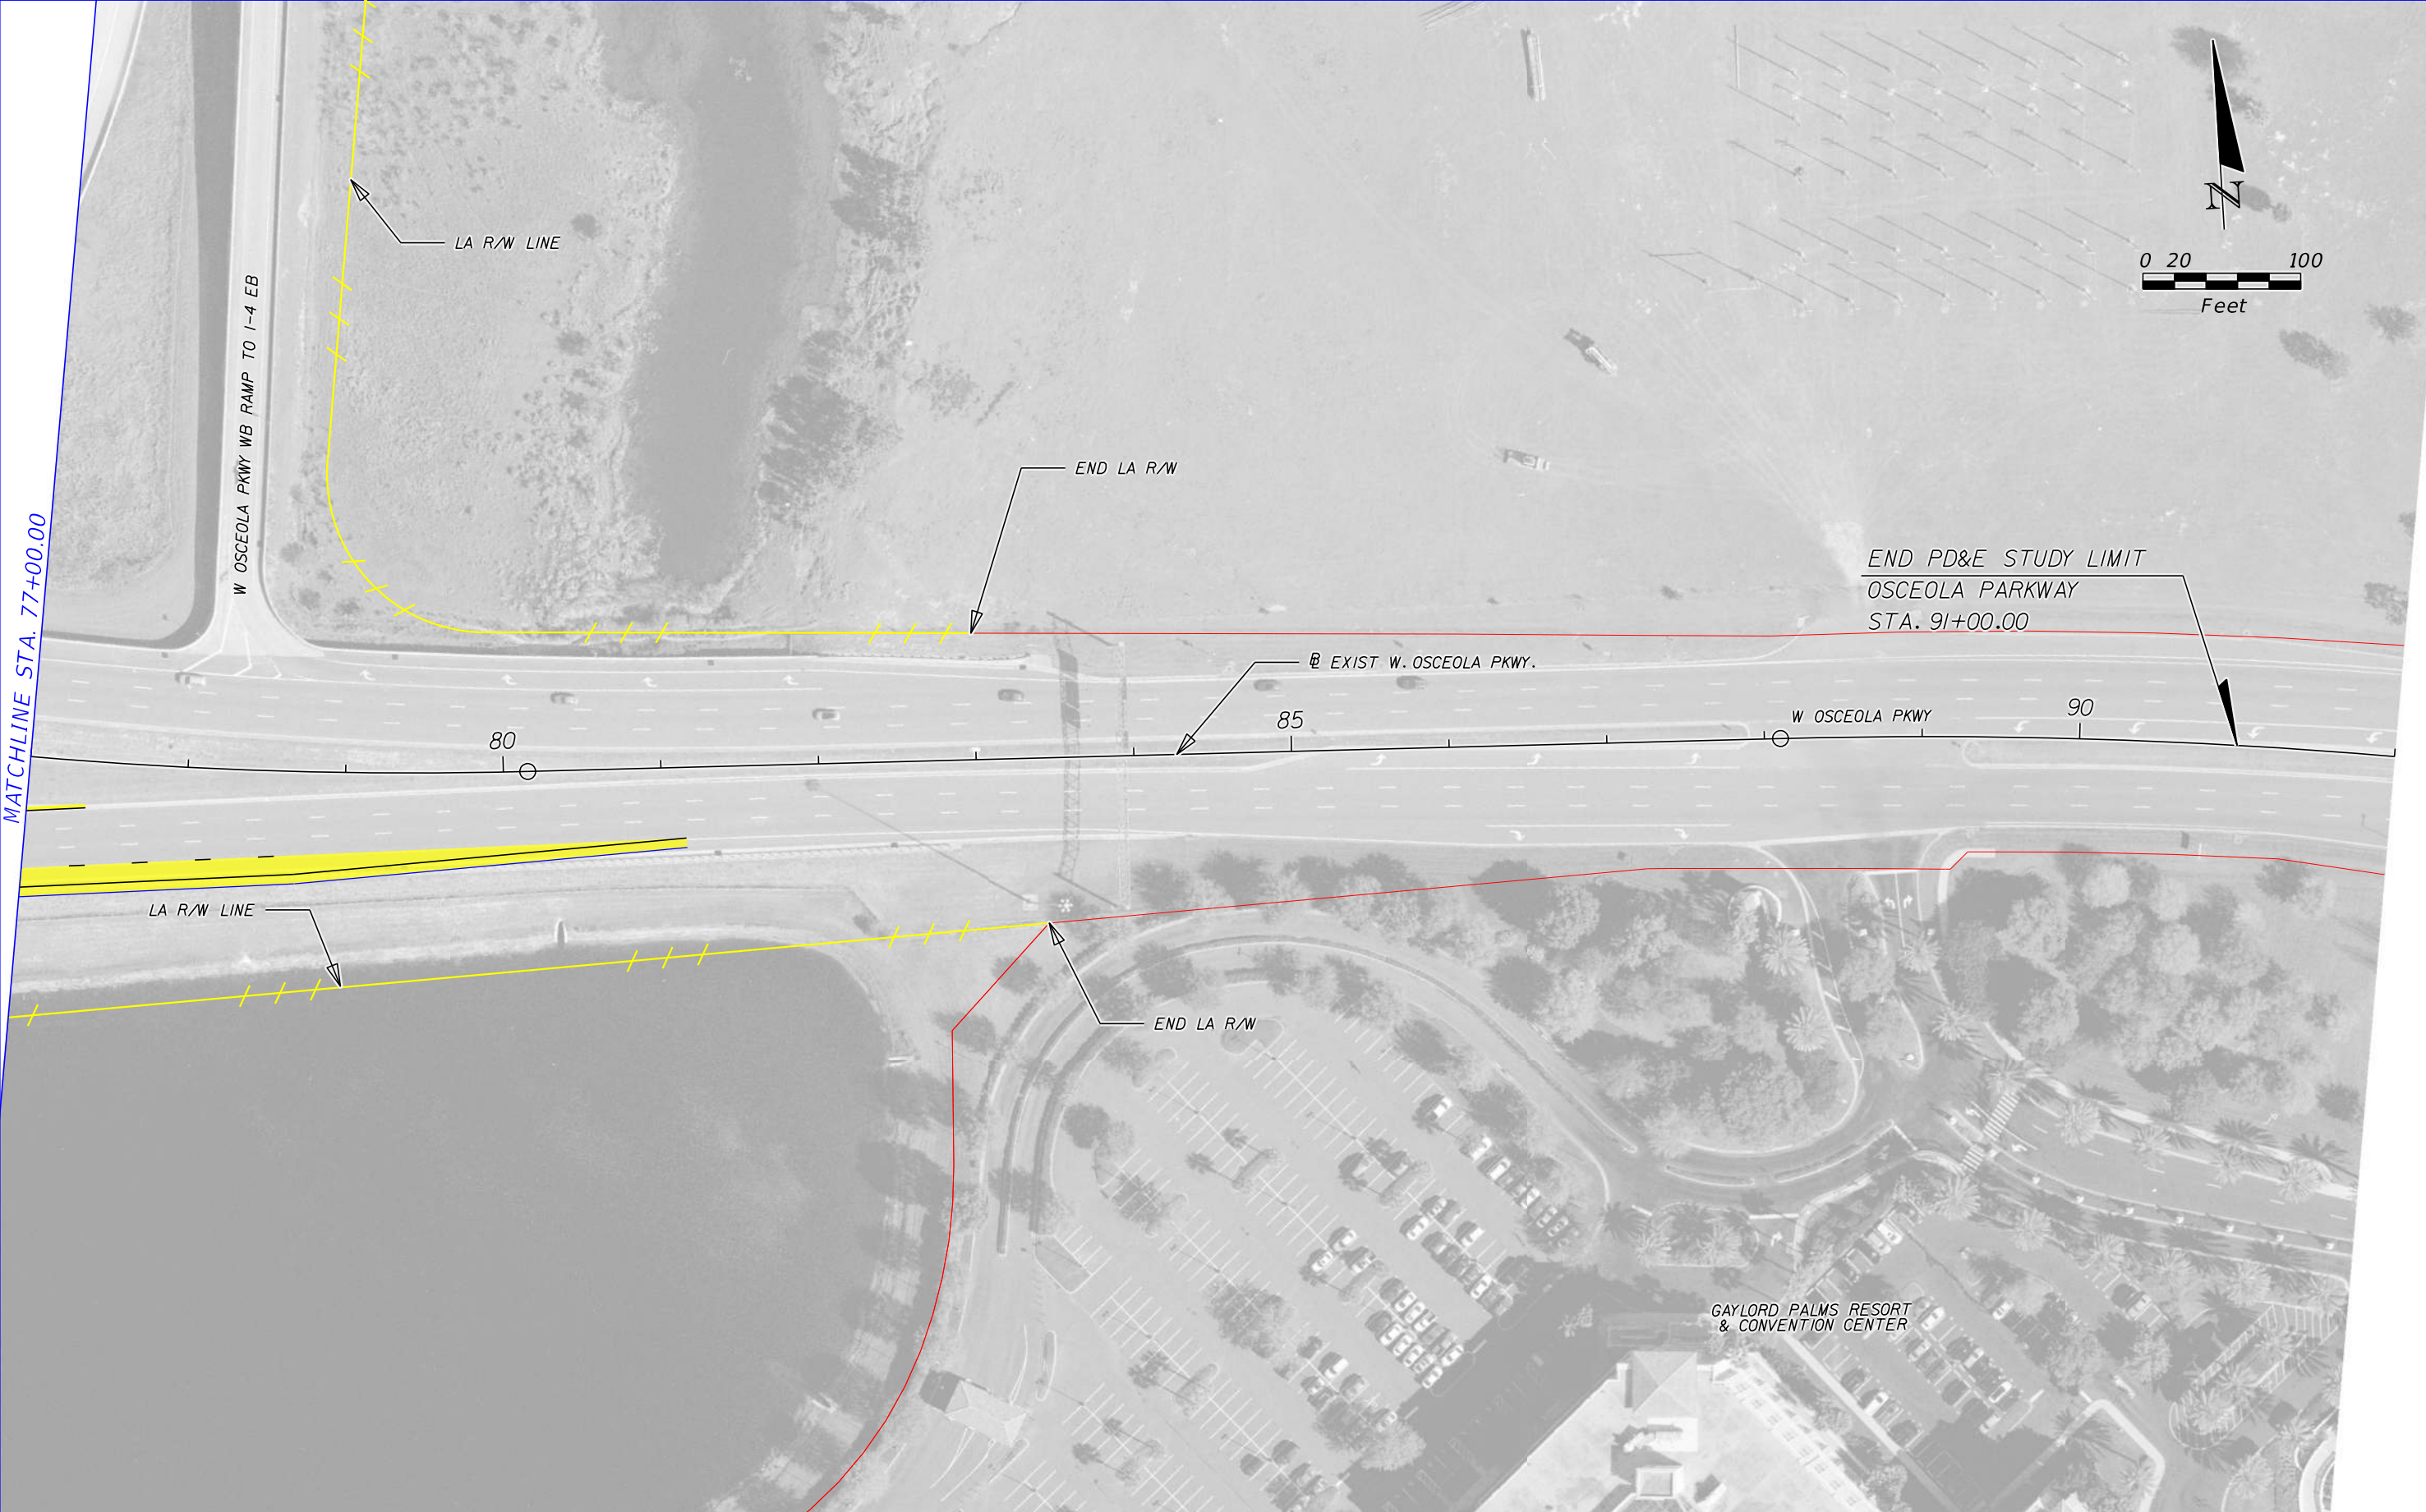 N
0 20 100
Feet
LA R/W LINE
W OSCEOLA PKWY WB RAMP TO I-4 EB
END LA R/W
MATCHLINE STA. 77+00.00
END PD&E STUDY LIMIT
OSCEOLA PARKWAY
STA. 91+00.00
℄ EXIST W. OSCEOLA PKWY.
80
85
W OSCEOLA PKWY
90
LA R/W LINE
END LA R/W
GAYLORD PALMS RESORT
& CONVENTION CENTER